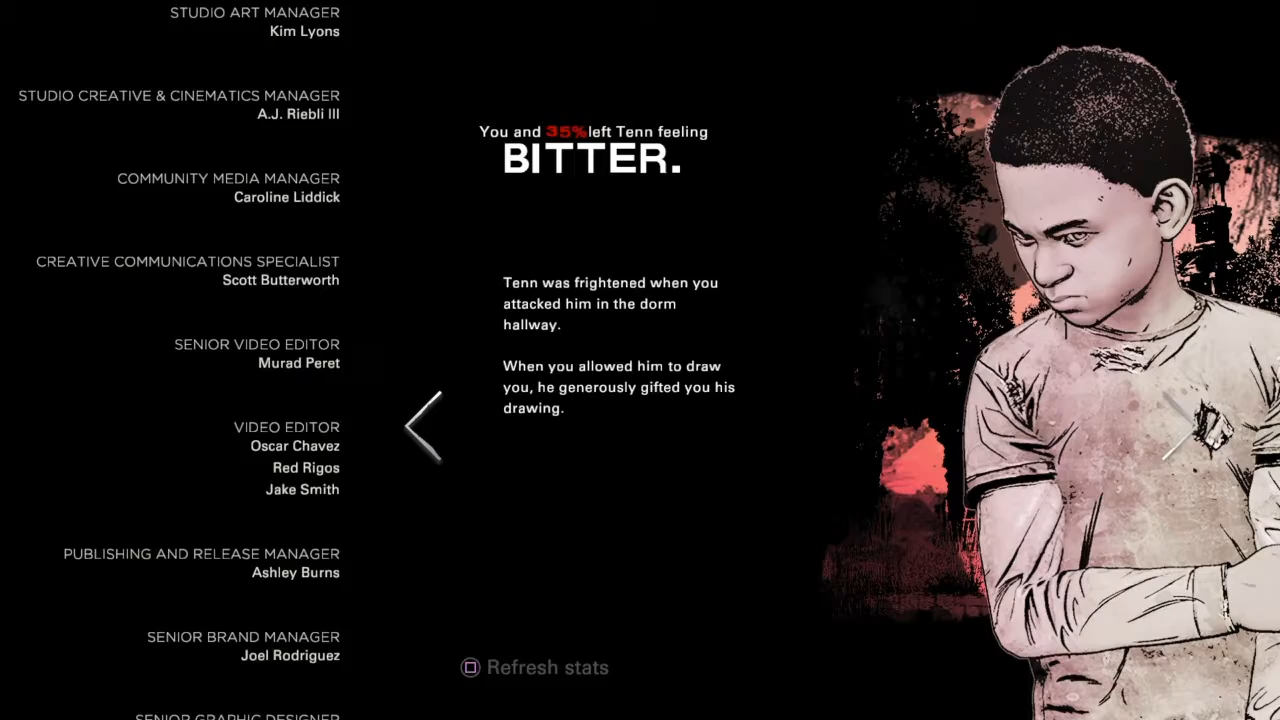 STUDIO ART MANAGER
Kim Lyons
STUDIO CREATIVE & CINEMATICS MANAGER
A.J. Riebli III
COMMUNITY MEDIA MANAGER
Caroline Liddick
CREATIVE COMMUNICATIONS SPECIALIST
Scott Butterworth
SENIOR VIDEO EDITOR
Murad Peret
VIDEO EDITOR
Oscar Chavez
Red Rigos
Jake Smith
PUBLISHING AND RELEASE MANAGER
Ashley Burns
SENIOR BRAND MANAGER
Joel Rodriguez
SENIOR GRAPHIC DESIGNER
You and 35%left Tenn feeling
BITTER.
Tenn was frightened when you
attacked him in the dorm
hallway.
When you allowed him to draw
you, he generously gifted you his
drawing.
Refresh stats